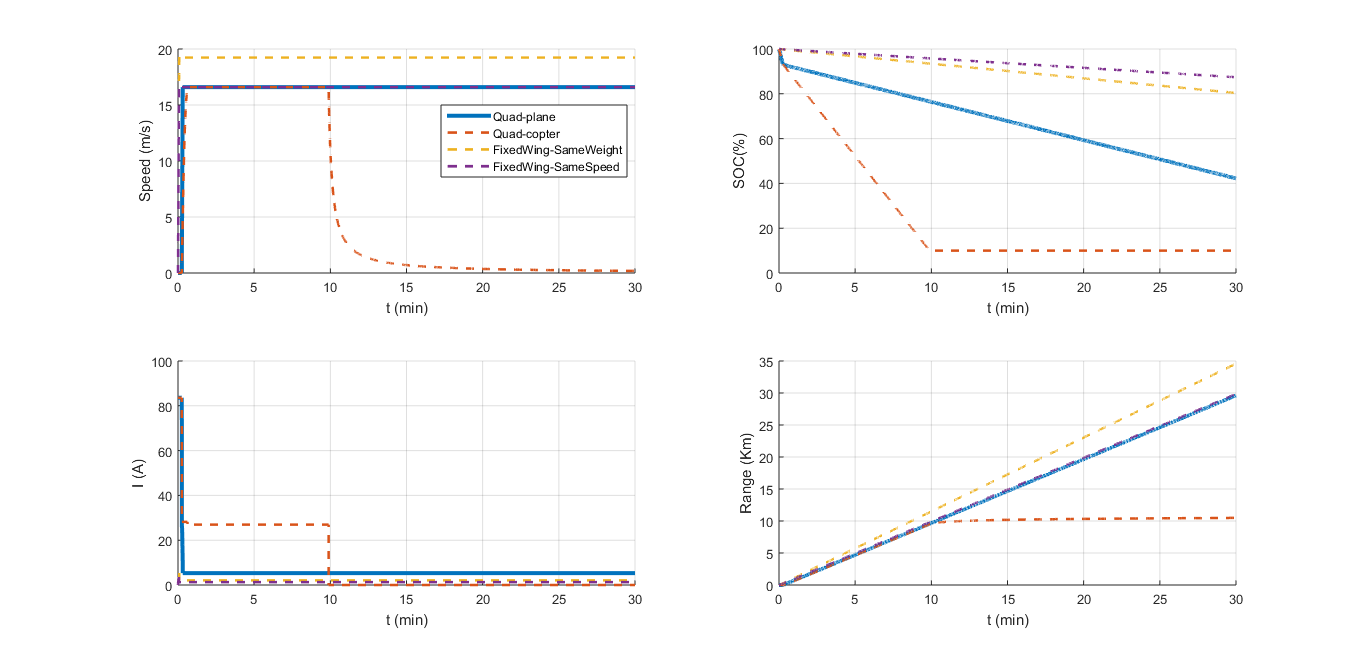 20
15
10
5
0
Speed (m/s)
Quad-plane
Quad-copter
FixedWing-SameWeight
FixedWing-SameSpeed
0 5 10 15 20 25 30
t (min)
100
80
60
40
20
0
SOC(%)
0 5 10 15 20 25 30
t (min)
100
80
60
40
20
0
I (A)
0 5 10 15 20 25 30
t (min)
35
30
25
20
15
10
5
0
Range (Km)
0 5 10 15 20 25 30
t (min)